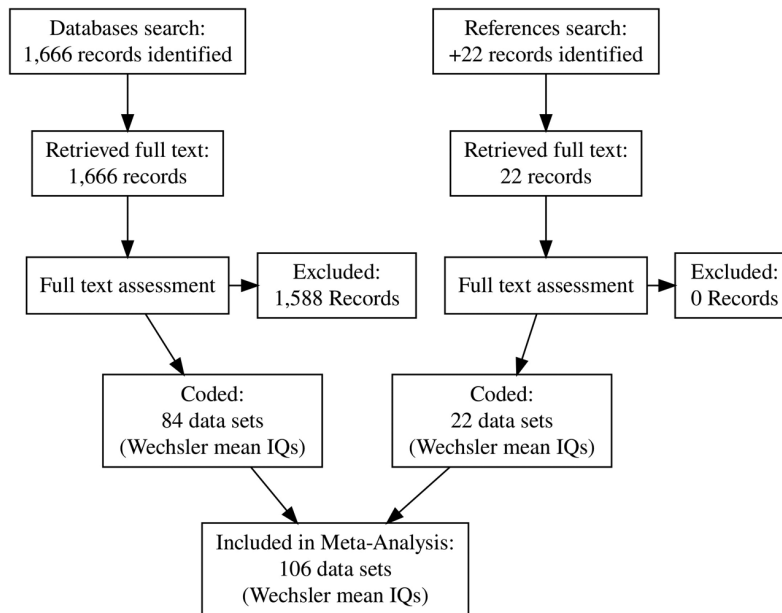 Databases search:
1,666 records identified
References search:
+22 records identified
Retrieved full text:
1,666 records
Retrieved full text:
22 records
Full text assessment
Excluded:
1,588 Records
Full text assessment
Excluded:
0 Records
Coded:
84 data sets
(Wechsler mean IQs)
Coded:
22 data sets
(Wechsler mean IQs)
Included in Meta-Analysis:
106 data sets
(Wechsler mean IQs)